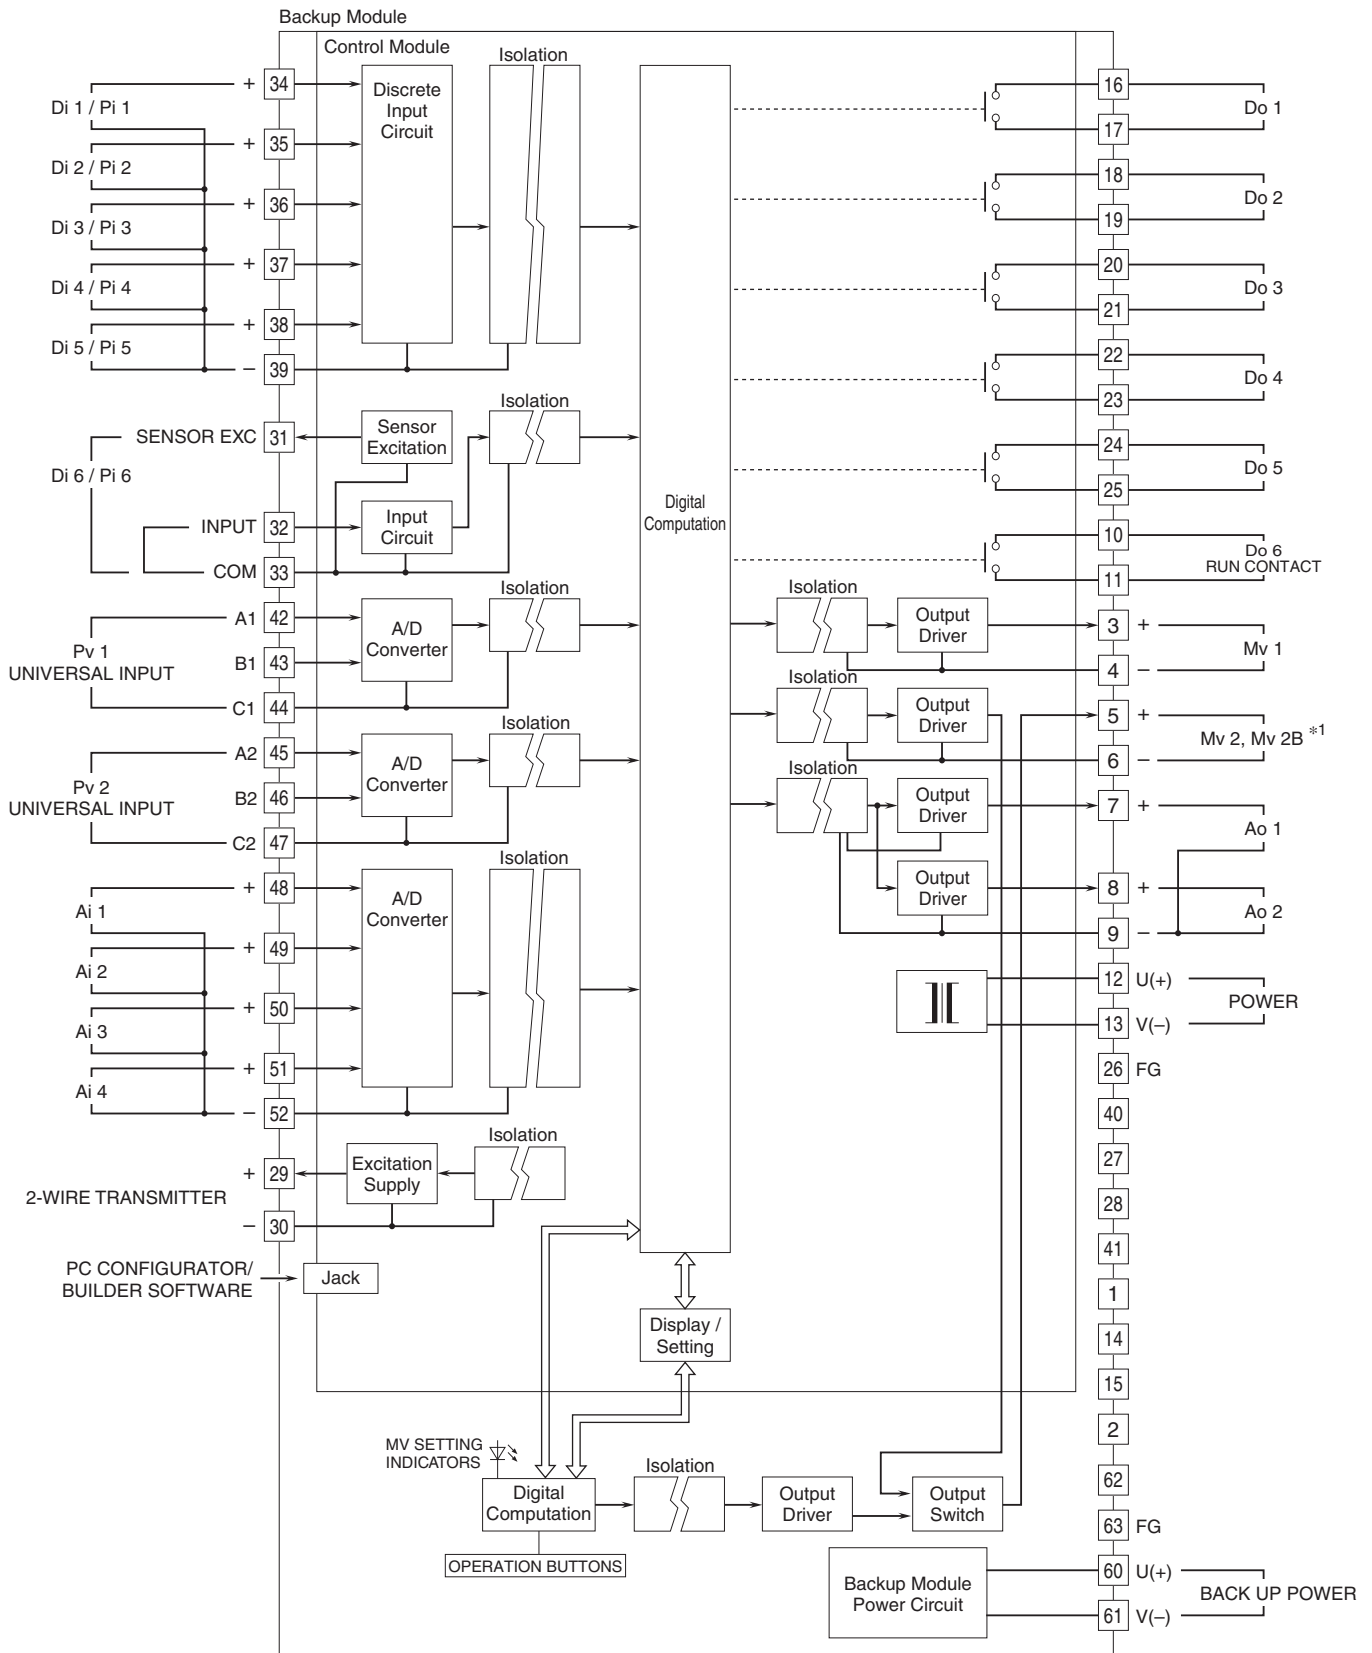 Backup Module
Control Module
Isolation
Di 1 / Pi 1
+ 34
Di 2 / Pi 2
+ 35
Di 3 / Pi 3
+ 36
Di 4 / Pi 4
+ 37
Di 5 / Pi 5
+ 38
− 39
Discrete
Input
Circuit
SENSOR EXC 31
Di 6 / Pi 6
INPUT 32
COM 33
Sensor
Excitation
Input
Circuit
Isolation
A1 42
Pv 1
UNIVERSAL INPUT
B1 43
C1 44
A/D
Converter
Isolation
A2 45
Pv 2
UNIVERSAL INPUT
B2 46
C2 47
A/D
Converter
Isolation
+ 48
Ai 1
+ 49
Ai 2
+ 50
Ai 3
+ 51
Ai 4
− 52
A/D
Converter
Isolation
+ 29
2-WIRE TRANSMITTER
− 30
Excitation
Supply
Isolation
PC CONFIGURATOR/
BUILDER SOFTWARE
Jack
Digital
Computation
Display /
Setting
16
Do 1
17
18
Do 2
19
20
Do 3
21
22
Do 4
23
24
Do 5
25
10
Do 6
RUN CONTACT
11
Isolation
Output
Driver
3 +
Mv 1
4 −
Isolation
Output
Driver
5 +
Mv 2, Mv 2B *1
6 −
Isolation
Output
Driver
7 +
Ao 1
Output
Driver
8 +
Ao 2
9 −
12 U(+)
POWER
13 V(–)
26 FG
40
27
28
41
1
14
15
2
62
63 FG
MV SETTING
INDICATORS
Digital
Computation
OPERATION BUTTONS
Isolation
Output
Driver
Output
Switch
Backup Module
Power Circuit
60 U(+)
BACK UP POWER
61 V(–)